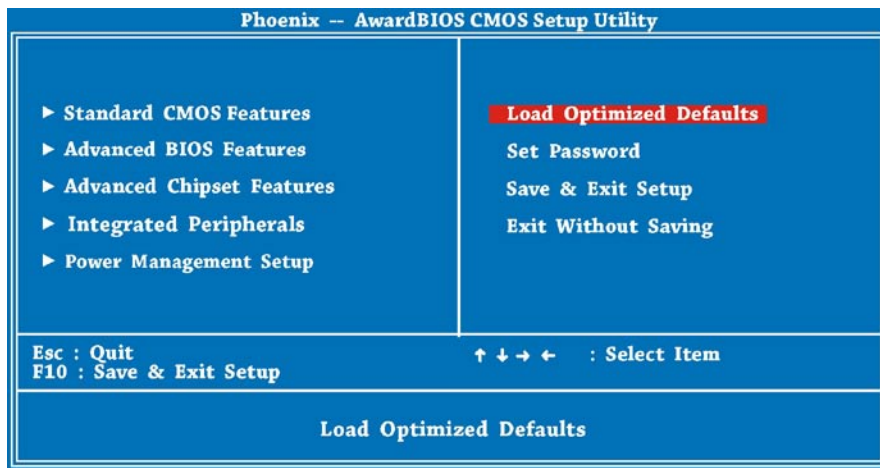 Phoenix -- AwardBIOS CMOS Setup Utility
► Standard CMOS Features
► Advanced BIOS Features
► Advanced Chipset Features
► Integrated Peripherals
► Power Management Setup
Load Optimized Defaults
Set Password
Save & Exit Setup
Exit Without Saving
Esc : Quit
F10 : Save & Exit Setup
↑ ↓ → ← : Select Item
Load Optimized Defaults